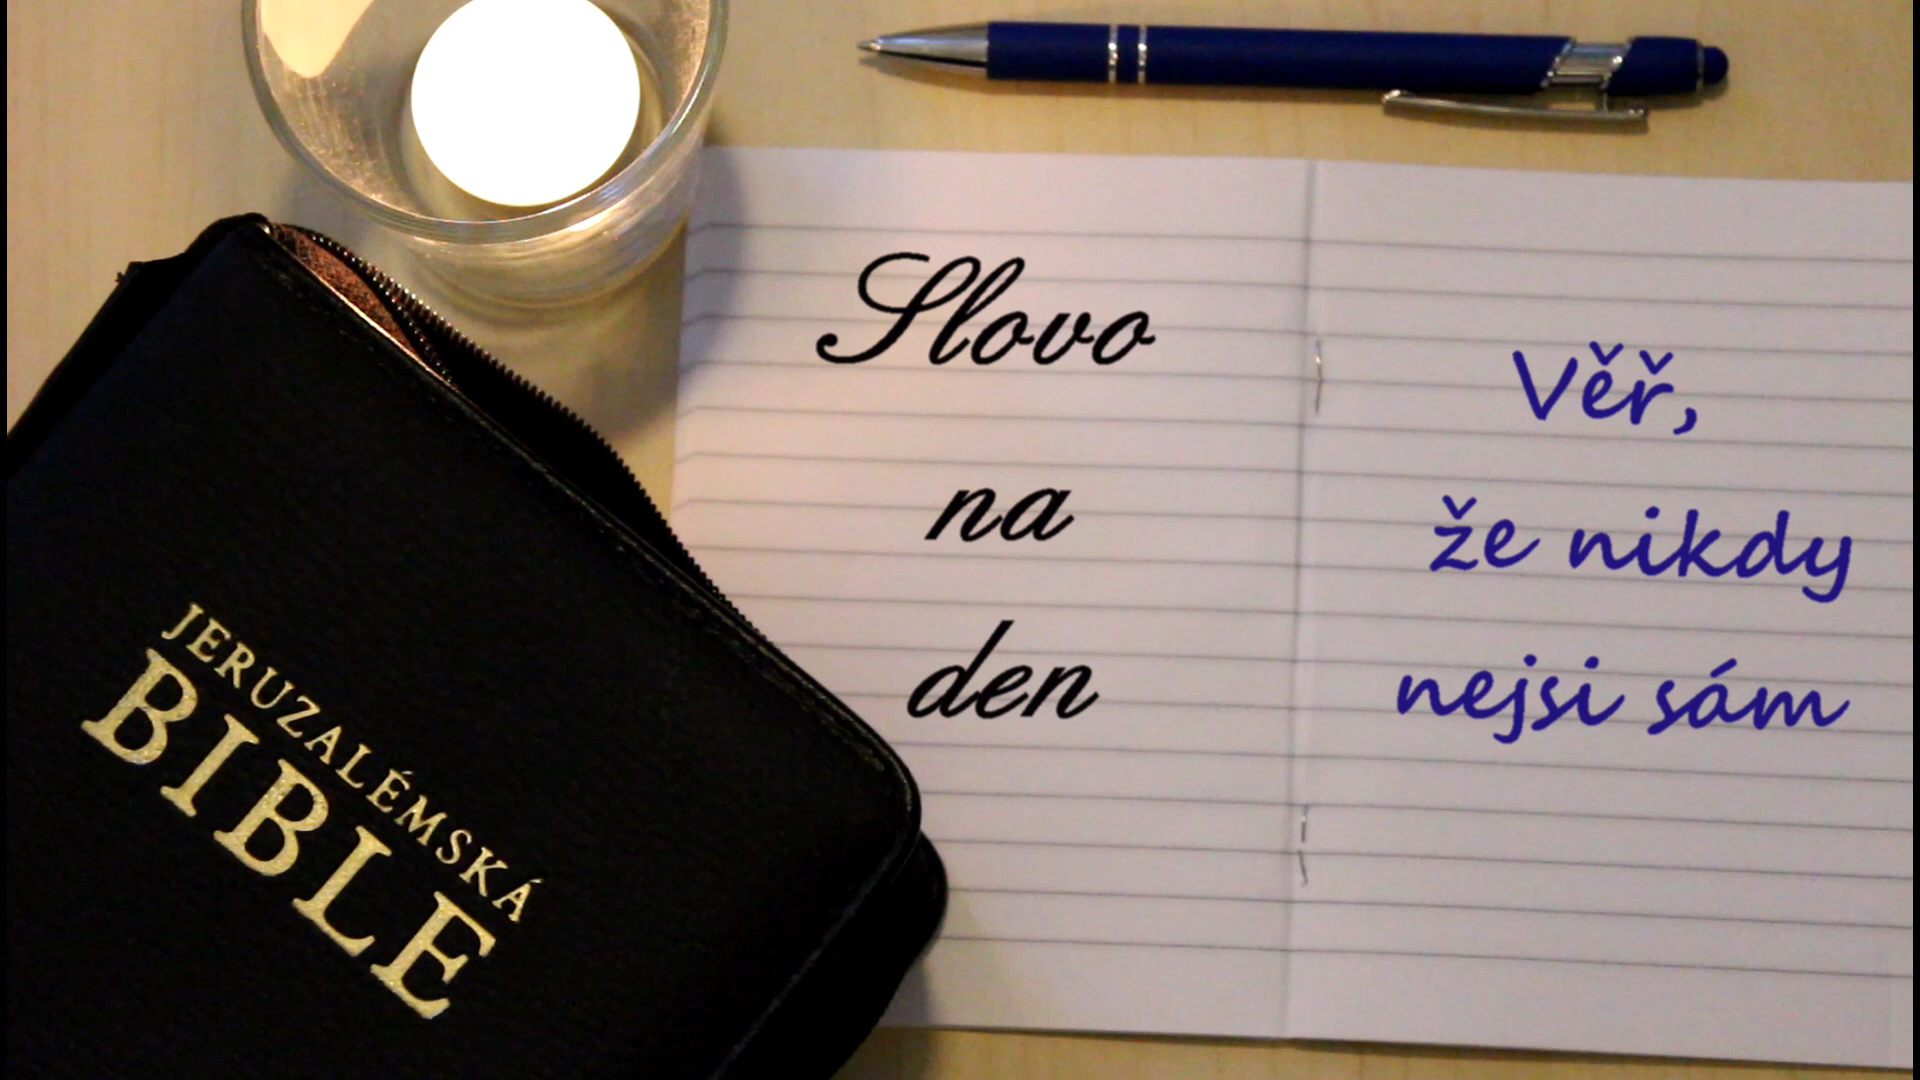 Slovo
na
den
Věř,
že nikdy
nejsi sám
JERUZALÉMSKÁ
BIBLE